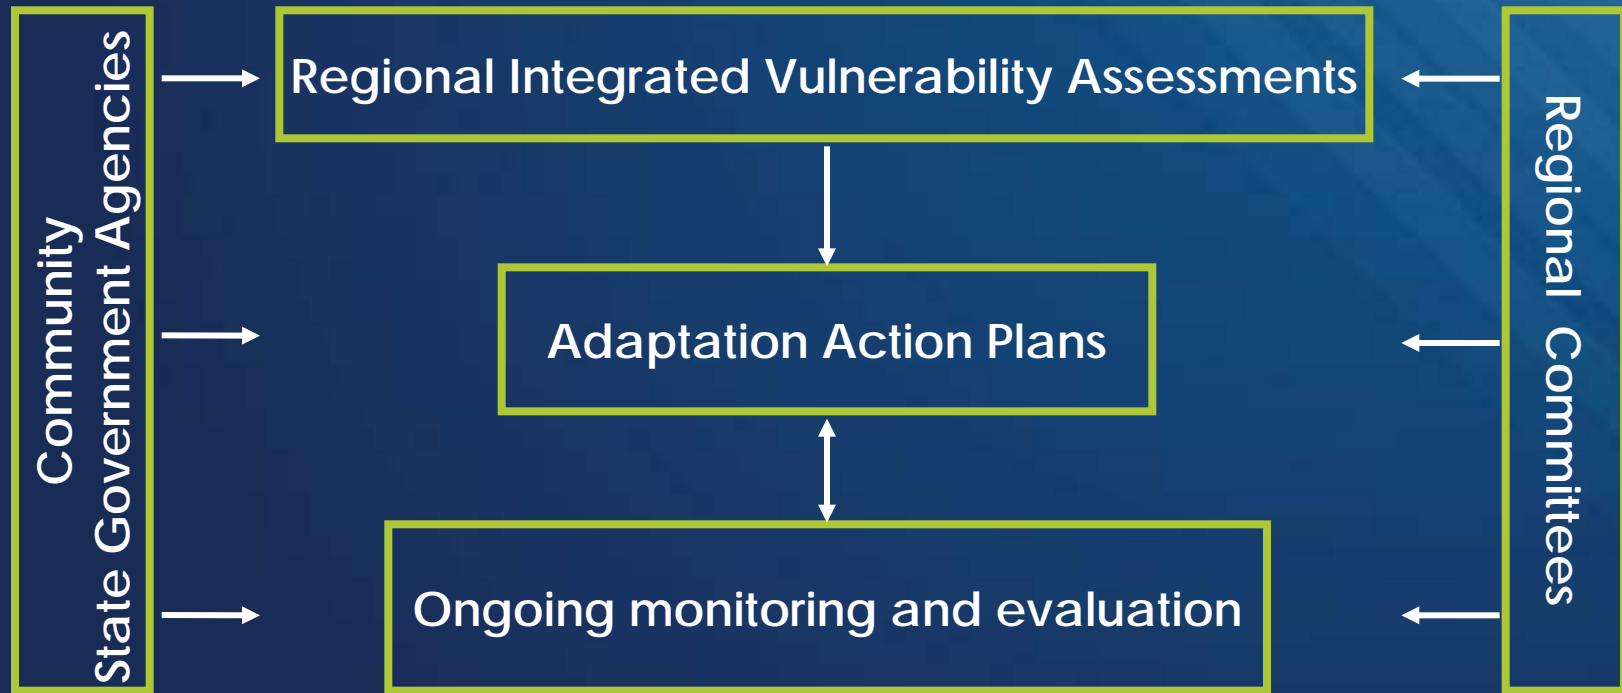 Community
State Government Agencies
Regional Integrated Vulnerability Assessments
Adaptation Action Plans
Ongoing monitoring and evaluation
Regional Committees